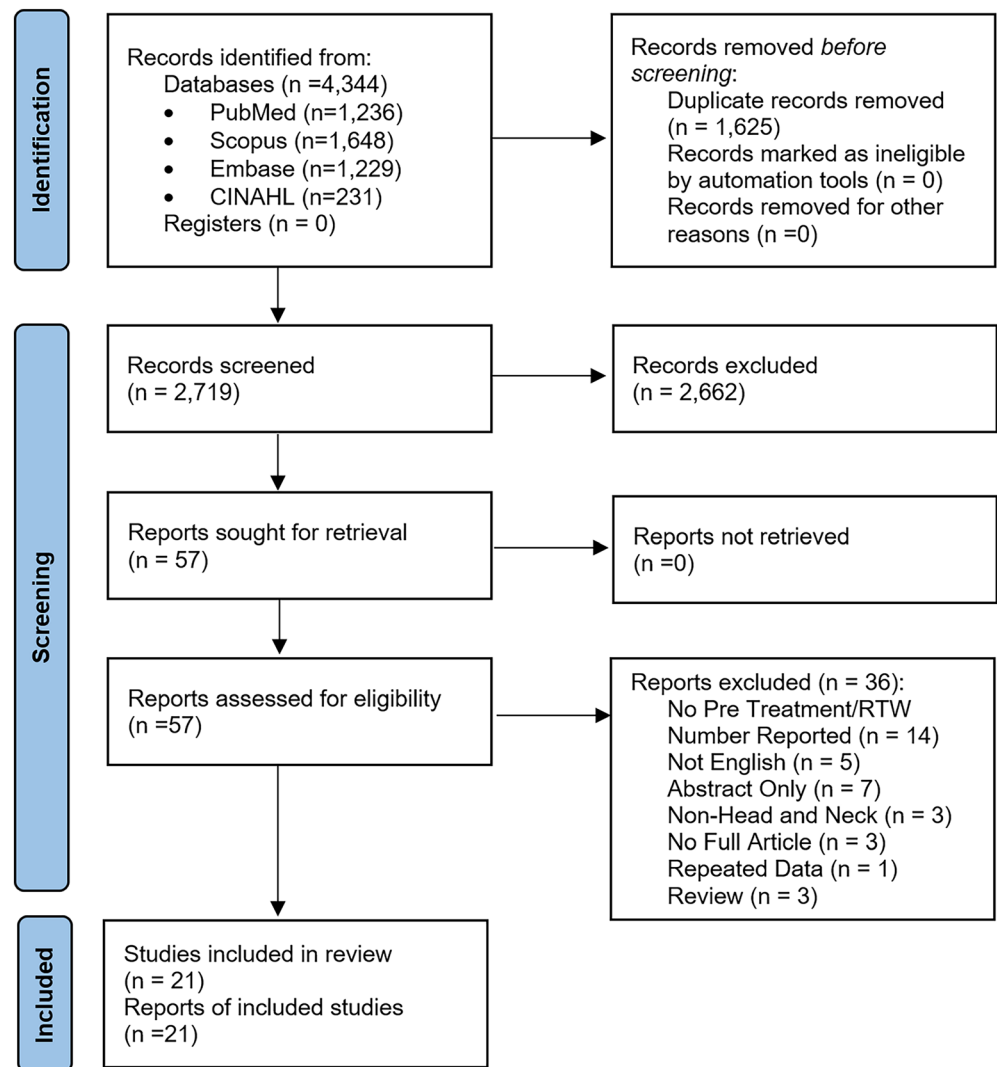 Identification
Records identified from:
Databases (n =4,344)
• PubMed (n=1,236)
• Scopus (n=1,648)
• Embase (n=1,229)
• CINAHL (n=231)
Registers (n = 0)
Records removed before
screening:
Duplicate records removed
(n = 1,625)
Records marked as ineligible
by automation tools (n = 0)
Records removed for other
reasons (n =0)
Screening
Records screened
(n = 2,719)
Records excluded
(n = 2,662)
Reports sought for retrieval
(n = 57)
Reports not retrieved
(n =0)
Reports assessed for eligibility
(n =57)
Reports excluded (n = 36):
No Pre Treatment/RTW
Number Reported (n = 14)
Not English (n = 5)
Abstract Only (n = 7)
Non-Head and Neck (n = 3)
No Full Article (n = 3)
Repeated Data (n = 1)
Review (n = 3)
Included
Studies included in review
(n = 21)
Reports of included studies
(n =21)